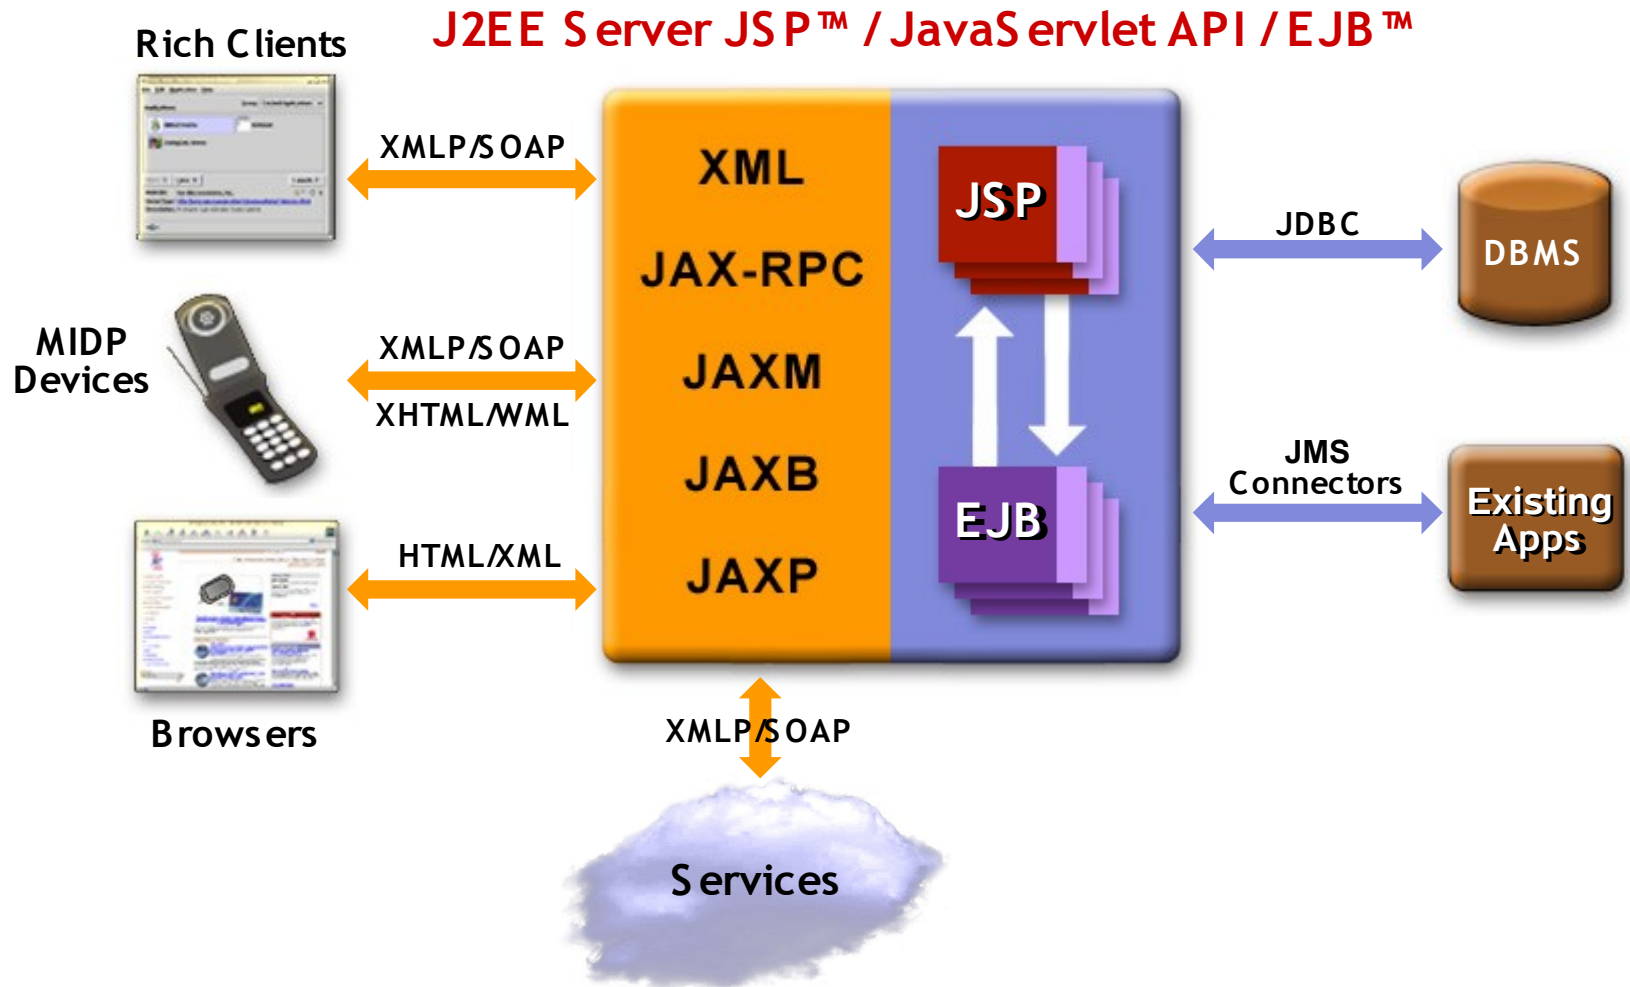 J2EE Server JSP™ / JavaServlet API / EJB™
Rich Clients
XMLP/SOAP
MIDP
Devices
XMLP/SOAP
XHTML/WML
HTML/XML
Browsers
XML
JAX-RPC
JAXM
JAXB
JAXP
JSP
EJB
JDBC
DBMS
JMS
Connectors
Existing
Apps
XMLP/SOAP
Services